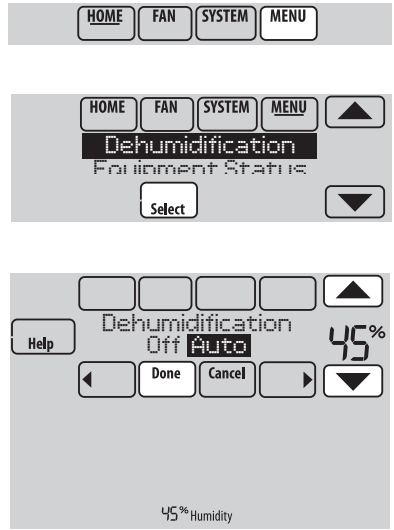 HOME FAN SYSTEM MENU
HOME FAN SYSTEM MENU
Dehumidification
Equipment Status
Select
Dehumidification
Help
Off Auto
45%
Done Cancel
45% Humidity